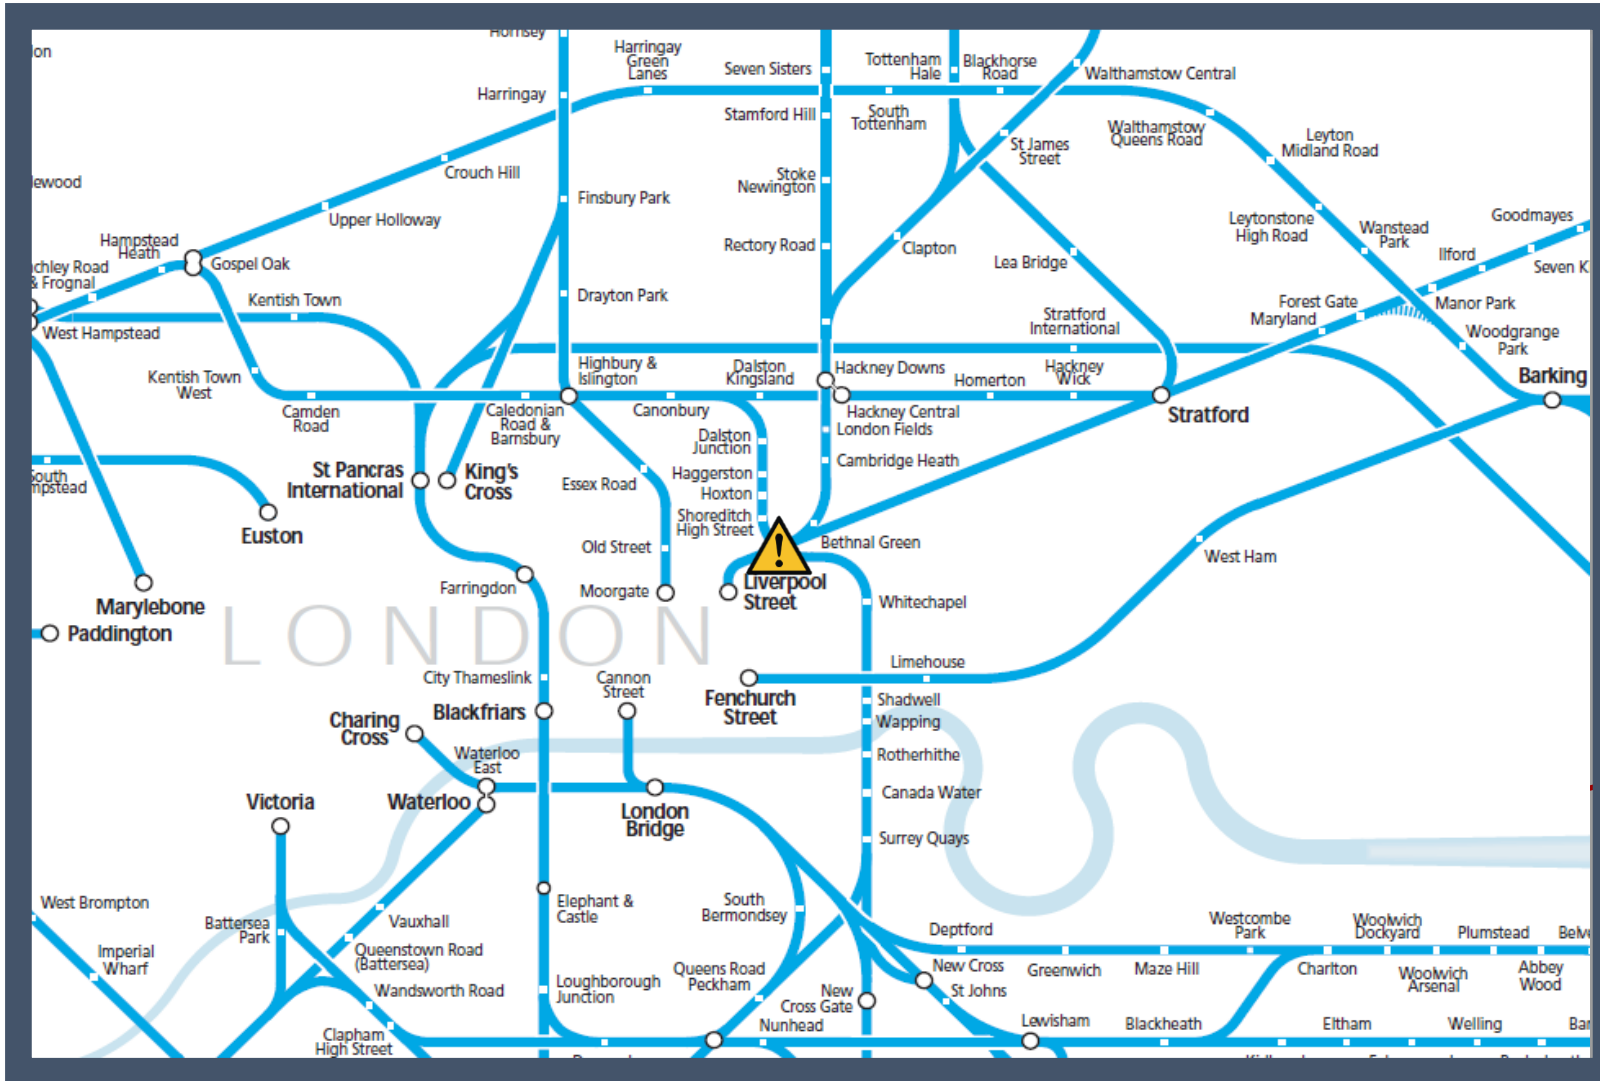 Hornsey
Harringay
Green
Lanes
Seven Sisters
Tottenham
Hale
Blackhorse
Road
Walthamstow Central
Harringay
Stamford Hill
South
Tottenham
Walthamstow
Queens Road
St James
Street
Leyton
Midland Road
Crouch Hill
Stoke
Newington
Finsbury Park
Upper Holloway
Leytonstone
High Road
Wanstead
Park
Goodmayes
Hampstead
Heath
Gospel Oak
Rectory Road
Clapton
Lea Bridge
Ilford
Seven K
& Frognal
Kentish Town
Drayton Park
West Hampstead
Stratford
International
Forest Gate
Maryland
Manor Park
Woodgrange
Park
Kentish Town
West
Highbury &
Islington
Dalston
Kingsland
Hackney Downs
Homerton
Hackney
Wick
Barking
Camden
Road
Caledonian
Road &
Barnsbury
Canonbury
Hackney Central
London Fields
Stratford
Dalston
Junction
Cambridge Heath
South
St Pancras
International
King's
Cross
Essex Road
Haggerston
Hoxton
Shoreditch
High Street
Euston
Old Street
Bethnal Green
West Ham
Farringdon
Moorgate
Liverpool
Street
Whitechapel
Marylebone
Paddington
LONDON
City Thameslink
Cannon
Street
Fenchurch
Street
Limehouse
Shadwell
Wapping
Charing
Cross
Blackfriars
Rotherhithe
Waterloo
East
Waterloo
London
Bridge
Canada Water
Victoria
Surrey Quays
West Brompton
Battersea
Park
Vauxhall
Elephant &
Castle
South
Bermondsey
Deptford
Westcombe
Park
Woolwich
Dockyard
Plumstead
Belve
Imperial
Wharf
Queenstown Road
(Battersea)
Wandsworth Road
Loughborough
Junction
Queens Road
Peckham
New
Cross Gate
New Cross
St Johns
Greenwich
Maze Hill
Charlton
Woolwich
Arsenal
Abbey
Wood
Clapham
High Street
Nunhead
Lewisham
Blackheath
Eltham
Welling